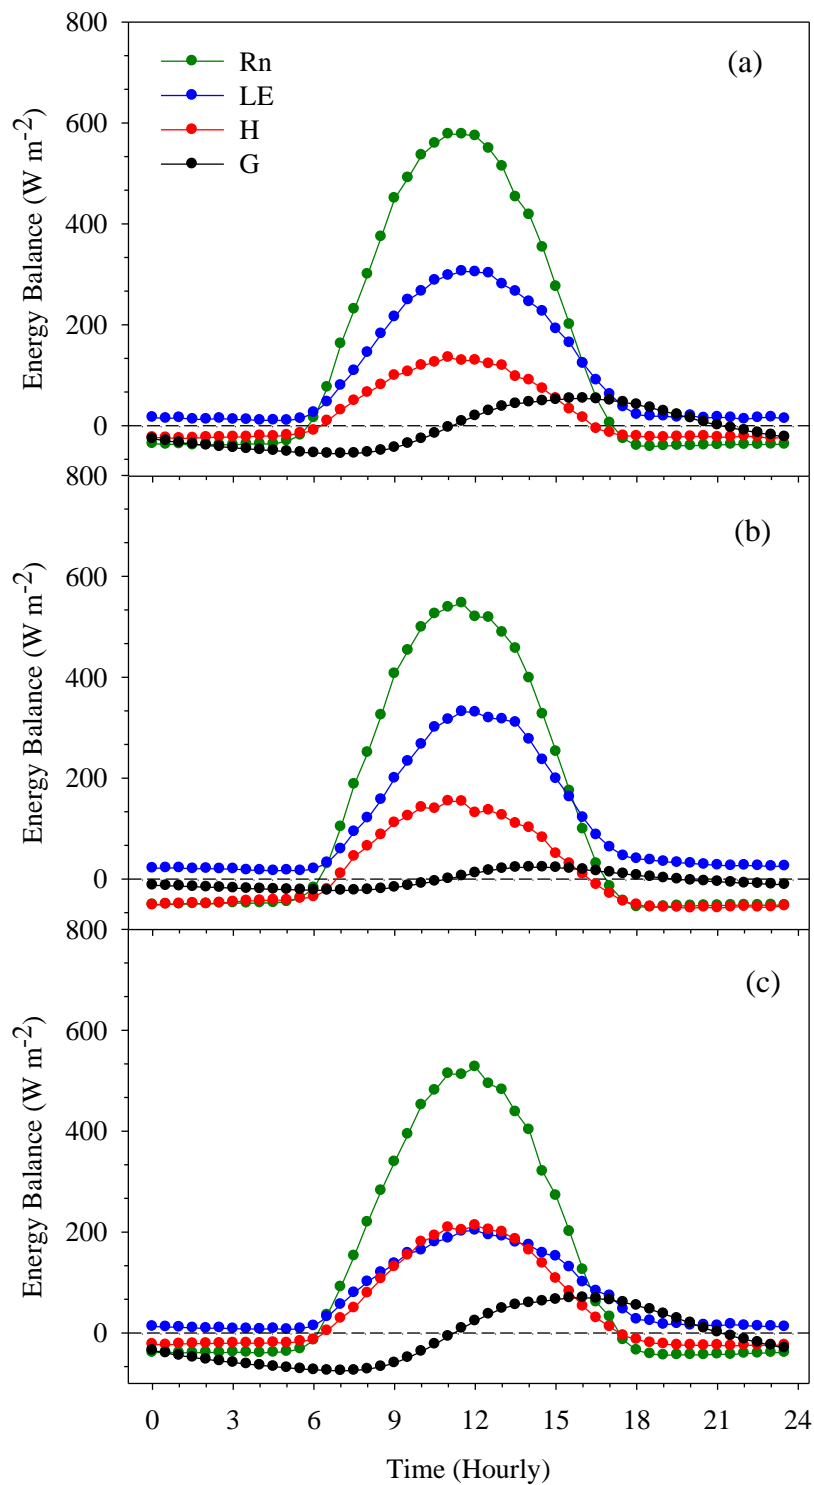 800
600
400
200
0
Energy Balance (W m-2)
(a)
Rn
LE
H
G
800
600
400
200
0
Energy Balance (W m-2)
(b)
800
600
400
200
0
Energy Balance (W m-2)
(c)
0 3 6 9 12 15 18 21 24
Time (Hourly)